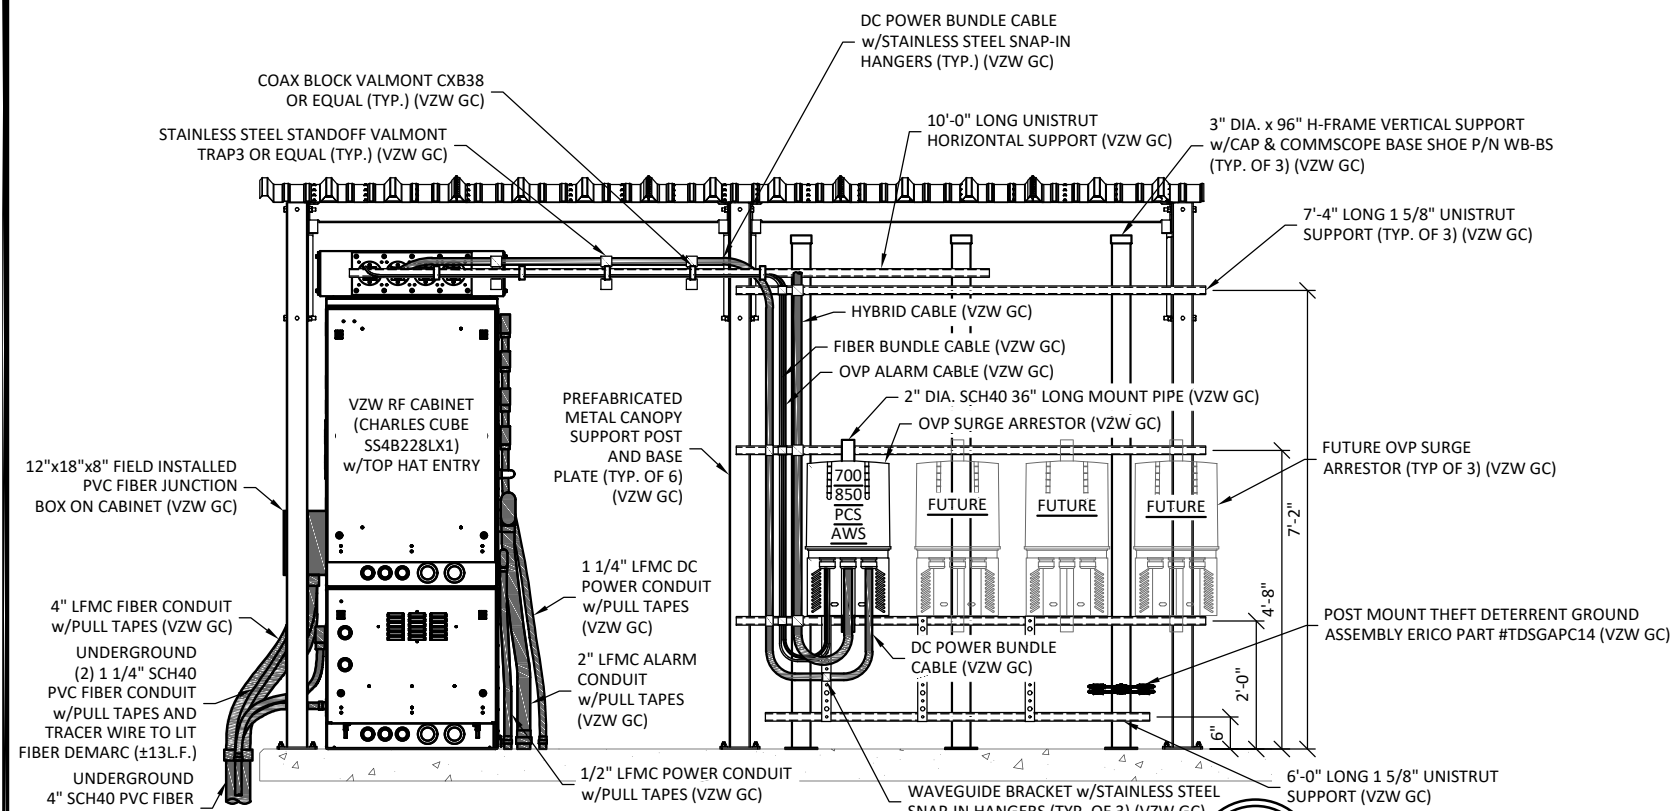 DC POWER BUNDLE CABLE
w/STAINLESS STEEL SNAP-IN
HANGERS (TYP.) (VZW GC)
COAX BLOCK VALMONT CXB38
OR EQUAL (TYP.) (VZW GC)
STAINLESS STEEL STANDOFF VALMONT
TRAP3 OR EQUAL (TYP.) (VZW GC)
10'-0" LONG UNISTRUT
HORIZONTAL SUPPORT (VZW GC)
3" DIA. x 96" H-FRAME VERTICAL SUPPORT
w/CAP & COMMSCOPE BASE SHOE P/N WB-BS
(TYP. OF 3) (VZW GC)
7'-4" LONG 1 5/8" UNISTRUT
SUPPORT (TYP. OF 3) (VZW GC)
HYBRID CABLE (VZW GC)
FIBER BUNDLE CABLE (VZW GC)
OVP ALARM CABLE (VZW GC)
2" DIA. SCH40 36" LONG MOUNT PIPE (VZW GC)
OVP SURGE ARRESTOR (VZW GC)
VZW RF CABINET
(CHARLES CUBE
SS4B228LX1)
w/TOP HAT ENTRY
PREFABRICATED
METAL CANOPY
SUPPORT POST
AND BASE
PLATE (TYP. OF 6)
(VZW GC)
FUTURE OVP SURGE
ARRESTOR (TYP OF 3) (VZW GC)
12"x18"x8" FIELD INSTALLED
PVC FIBER JUNCTION
BOX ON CABINET (VZW GC)
700
850
PCS
AWS
FUTURE
FUTURE
FUTURE
7'-2"
4'-8"
2'-0"
6"
1 1/4" LFMC DC
POWER CONDUIT
w/PULL TAPES
(VZW GC)
4" LFMC FIBER CONDUIT
w/PULL TAPES (VZW GC)
UNDERGROUND
(2) 1 1/4" SCH40
PVC FIBER CONDUIT
w/PULL TAPES AND
TRACER WIRE TO LIT
FIBER DEMARC (±13L.F.)
2" LFMC ALARM
CONDUIT
w/PULL TAPES
(VZW GC)
DC POWER BUNDLE
CABLE (VZW GC)
POST MOUNT THEFT DETERRENT GROUND
ASSEMBLY ERICO PART #TDSGAPC14 (VZW GC)
UNDERGROUND
4" SCH40 PVC FIBER
1/2" LFMC POWER CONDUIT
w/PULL TAPES (VZW GC)
WAVEGUIDE BRACKET w/STAINLESS STEEL
SNAP-IN HANGERS (TYP. OF 3) (VZW GC)
6'-0" LONG 1 5/8" UNISTRUT
SUPPORT (VZW GC)